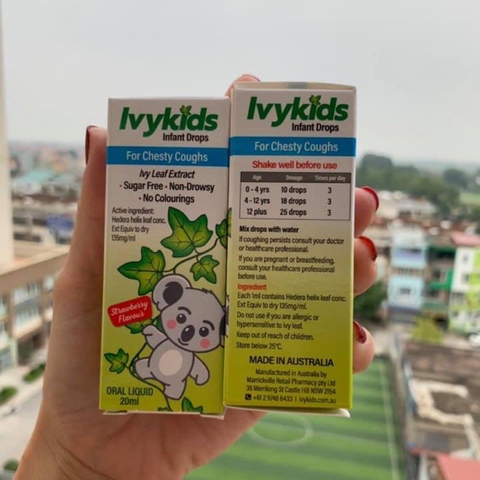 Ivykids
Infant Drops
For Chesty Coughs
Ivy Leaf Extract
• Sugar Free • Non-Drowsy
• No Colourings
Active ingredient:
Hedera helix leaf conc.
Ext Equiv to dry
135mg/ml
Strawberry
Flavour
ORAL LIQUID
20ml
Ivykids
Infant Drops
For Chesty Coughs
Shake well before use
Age Dosage Times per day
0 - 4 yrs 10 drops 3
4 - 12 yrs 18 drops 3
12 plus 25 drops 3
Mix drops with water
If coughing persists consult your doctor
or healthcare professional.
If you are pregnant or breastfeeding,
consult your healthcare professional
before use.
Ingredient
Each 1ml contains Hedera helix leaf conc.
Ext Equiv to dry 135mg/ml.
Do not use if you are allergic or
hypersensitive to ivy leaf.
Keep out of reach of children.
Store below 25°C.
MADE IN AUSTRALIA
Manufactured in Australia by
Marrickville Retail Pharmacy pty Ltd
Castle Hill NSW 2154
ivykids.com.au